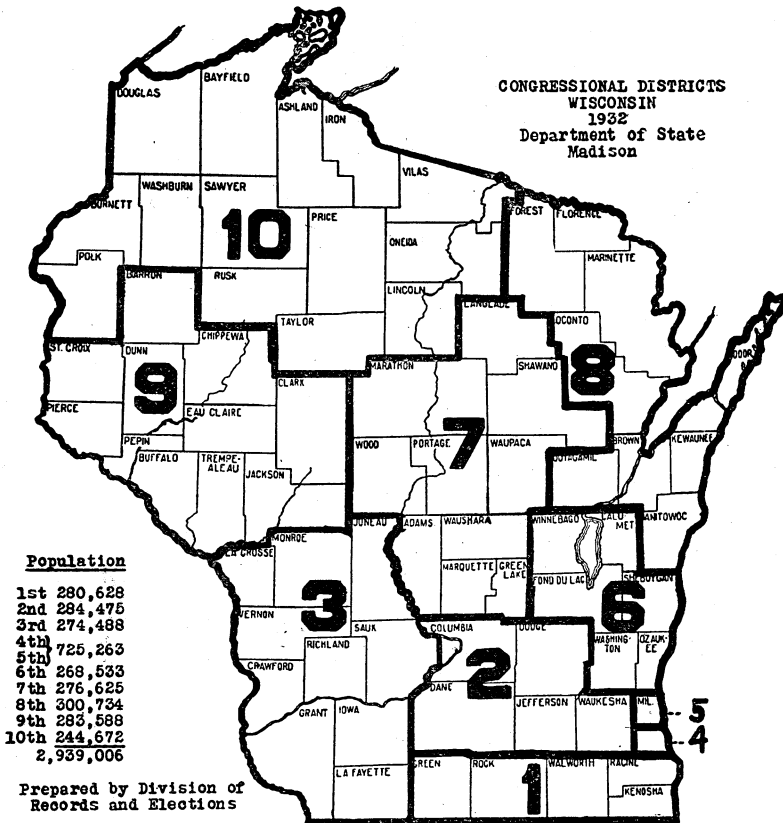 CONGRESSIONAL DISTRICTS
WISCONSIN
1932
Department of State
Madison
DOUGLAS
BAYFIELD
ASHLAND
IRON
VILAS
BURNETT
WASHBURN
SAWYER
10
PRICE
ONEIDA
FOREST
FLORENCE
MARINETTE
POLK
BARRON
RUSK
LINCOLN
LANGLADE
TAYLOR
OCONTO
ST. CROIX
DUNN
CHIPPEWA
CLARK
MARATHON
SHAWANO
8
DOOR
9
PIERCE
EAU CLAIRE
PEPIN
BUFFALO
TREMPE-
ALEAU
JACKSON
WOOD
PORTAGE
7
WAUPACA
OUTAGAMIE
BROWN
KEWAUNEE
LA CROSSE
MONROE
JUNEAU
ADAMS
WAUSHARA
WINNEBAGO
CALU
MET
MANITOWOC
MARQUETTE
GREEN
LAKE
FOND DU LAC
SHEBOYGAN
3
6
VERNON
SAUK
COLUMBIA
DODGE
WASHING-
TON
OZAUK-
EE
RICHLAND
CRAWFORD
2
DANE
JEFFERSON
WAUKESHA
MIL.
5
4
GRANT
IOWA
LA FAYETTE
GREEN
ROCK
WALWORTH
RACINE
KENOSHA
1
Population
1st 280,628
2nd 284,475
3rd 274,488
4th
5th} 725,263
6th 268,533
7th 276,625
8th 300,734
9th 283,588
10th 244,672
2,939,006
Prepared by Division of
Records and Elections